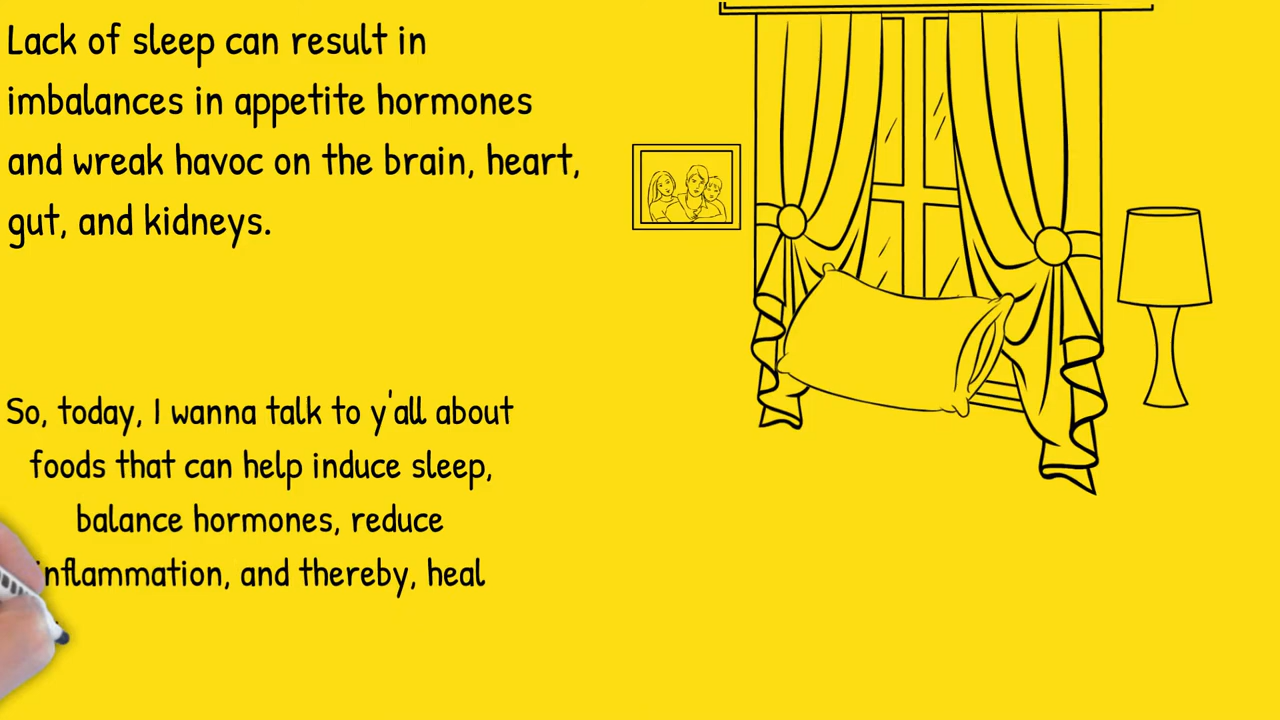 Lack of sleep can result in
imbalances in appetite hormones
and wreak havoc on the brain, heart,
gut, and kidneys.
So, today, I wanna talk to y'all about
foods that can help induce sleep,
balance hormones, reduce
inflammation, and thereby, heal